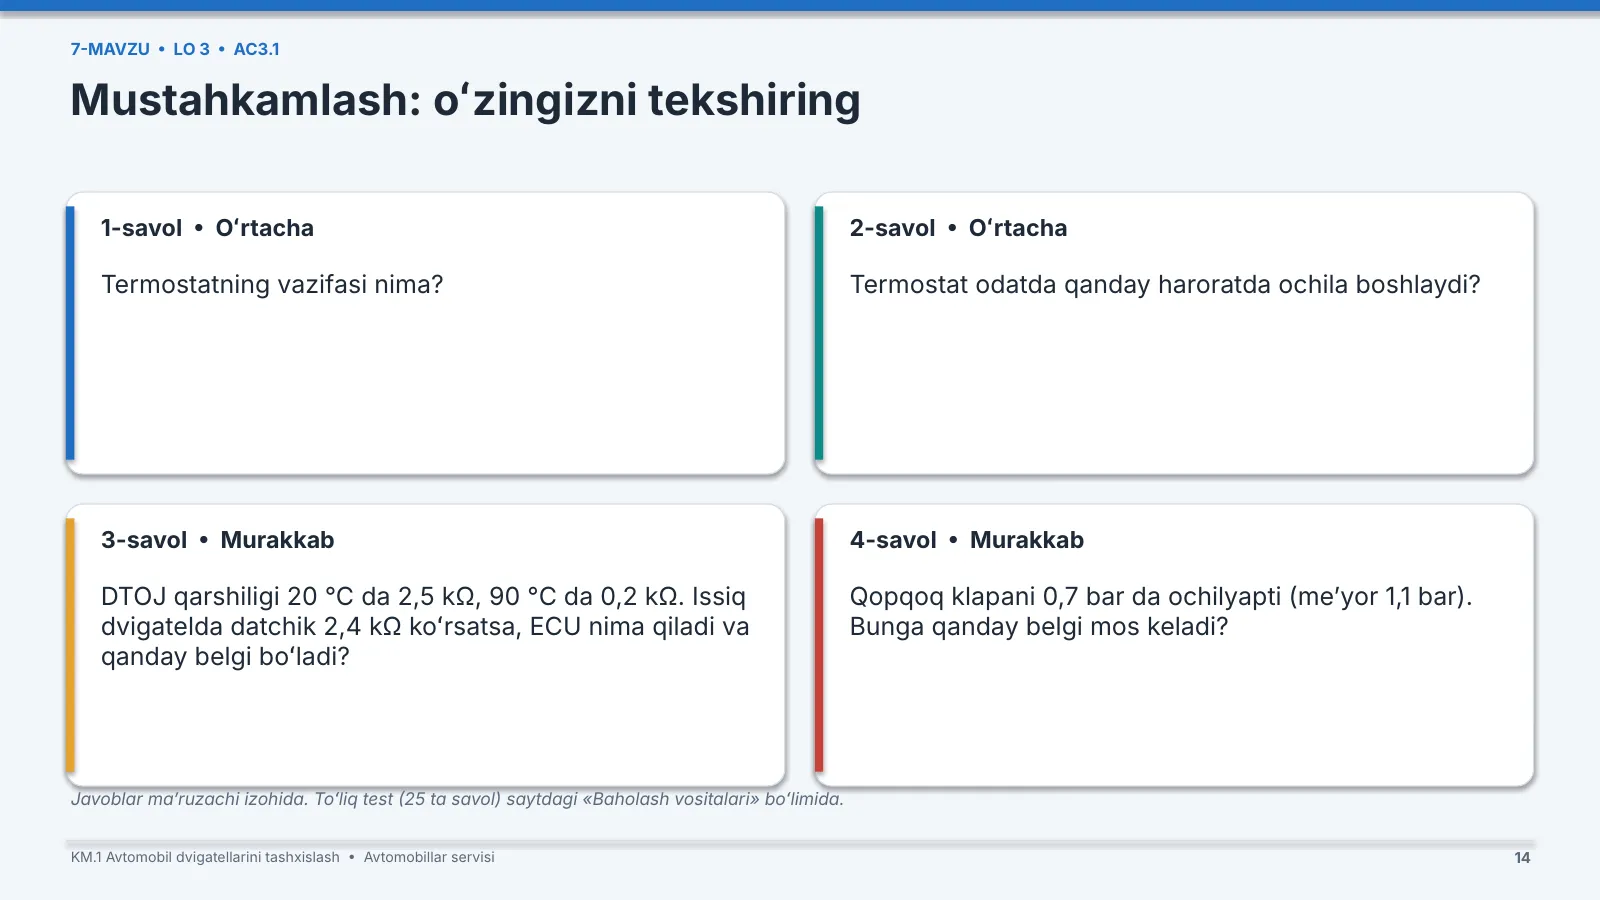 7-MAVZU • LO 3 • AC3.1
Mustahkamlash: oʻzingizni tekshiring
1-savol • Oʻrtacha
Termostatning vazifasi nima?
2-savol • Oʻrtacha
Termostat odatda qanday haroratda ochila boshlaydi?
3-savol • Murakkab
DTOJ qarshiligi 20 °C da 2,5 kΩ, 90 °C da 0,2 kΩ. Issiq
dvigatelda datchik 2,4 kΩ koʻrsatsa, ECU nima qiladi va
qanday belgi boʻladi?
4-savol • Murakkab
Qopqoq klapani 0,7 bar da ochilyapti (meʼyor 1,1 bar).
Bunga qanday belgi mos keladi?
Javoblar maʼruzachi izohida. Toʻliq test (25 ta savol) saytdagi «Baholash vositalari» boʻlimida.
KM.1 Avtomobil dvigatellarini tashxislash • Avtomobillar servisi
14